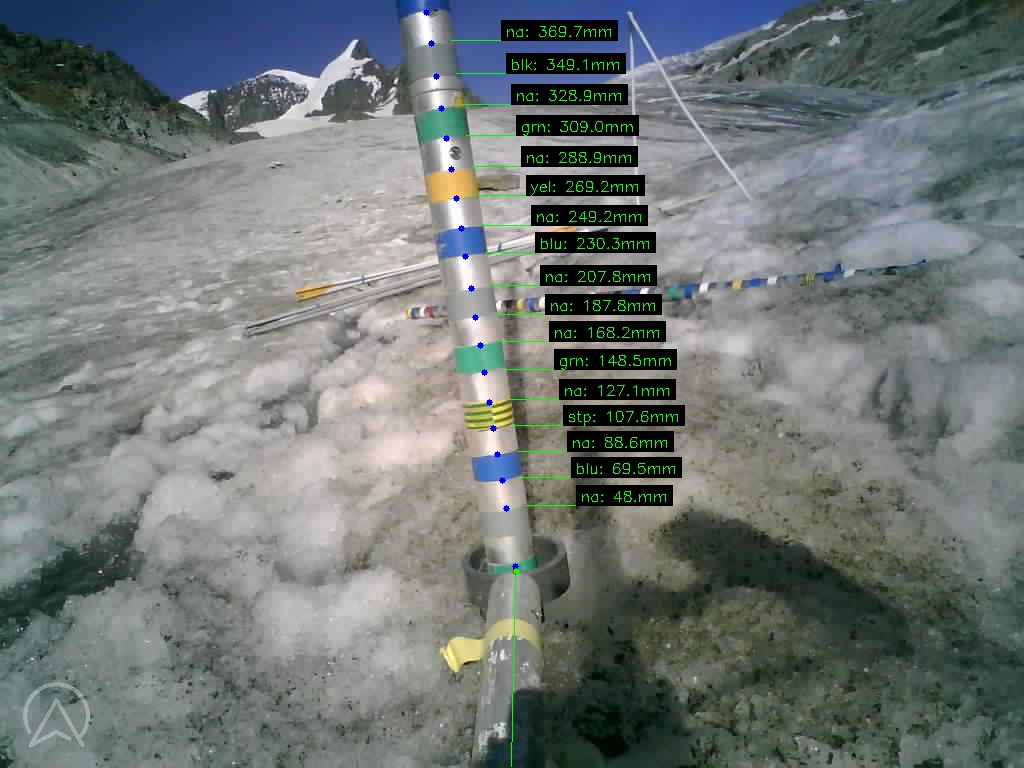 na: 369.7mm
blk: 349.1mm
na: 328.9mm
grn: 309.0mm
na: 288.9mm
yel: 269.2mm
na: 249.2mm
blu: 230.3mm
na: 207.8mm
na: 187.8mm
na: 168.2mm
grn: 148.5mm
na: 127.1mm
stp: 107.6mm
na: 88.6mm
blu: 69.5mm
na: 48.mm